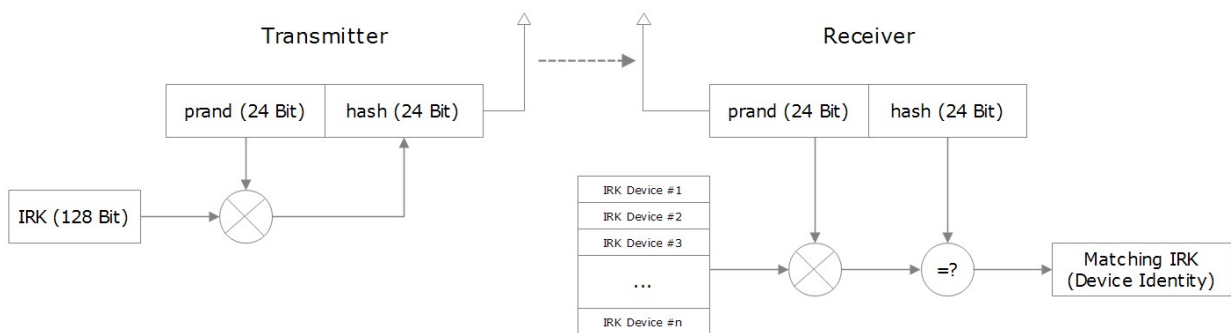 Transmitter
Receiver
prand (24 Bit)
hash (24 Bit)
prand (24 Bit)
hash (24 Bit)
IRK (128 Bit)
IRK Device #1
IRK Device #2
IRK Device #3
...
IRK Device #n
=?
Matching IRK
(Device Identity)